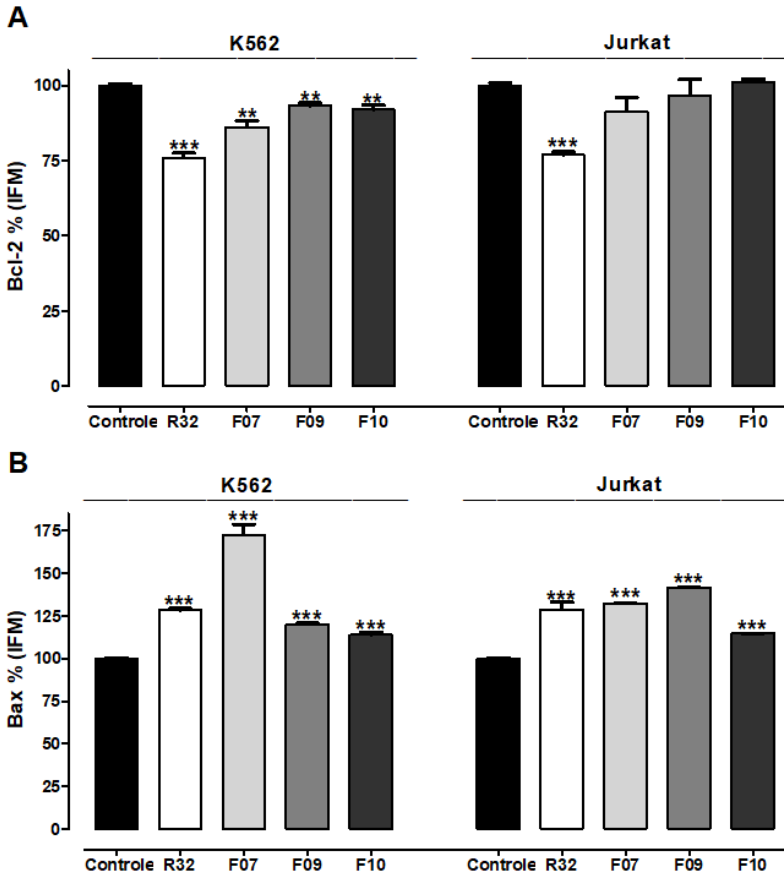 A
K562 Jurkat
Bcl-2 % (IFM)
100
75
50
25
0
*** ** ** ** ***
Controle R32 F07 F09 F10 Controle R32 F07 F09 F10
B
K562 Jurkat
Bax % (IFM)
175
150
125
100
75
50
25
0
*** *** *** *** *** *** *** ***
Controle R32 F07 F09 F10 Controle R32 F07 F09 F10